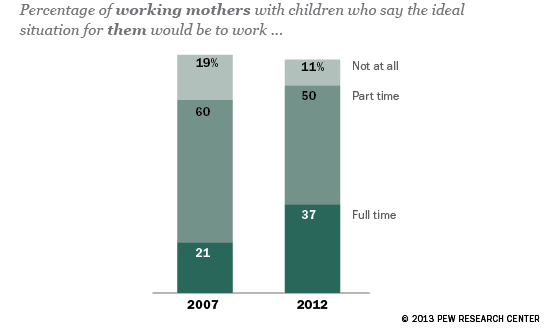 Percentage of working mothers with children who say the ideal
situation for them would be to work ...
19%
11%
Not at all
60
50
Part time
21
37
Full time
2007
2012
© 2013 PEW RESEARCH CENTER